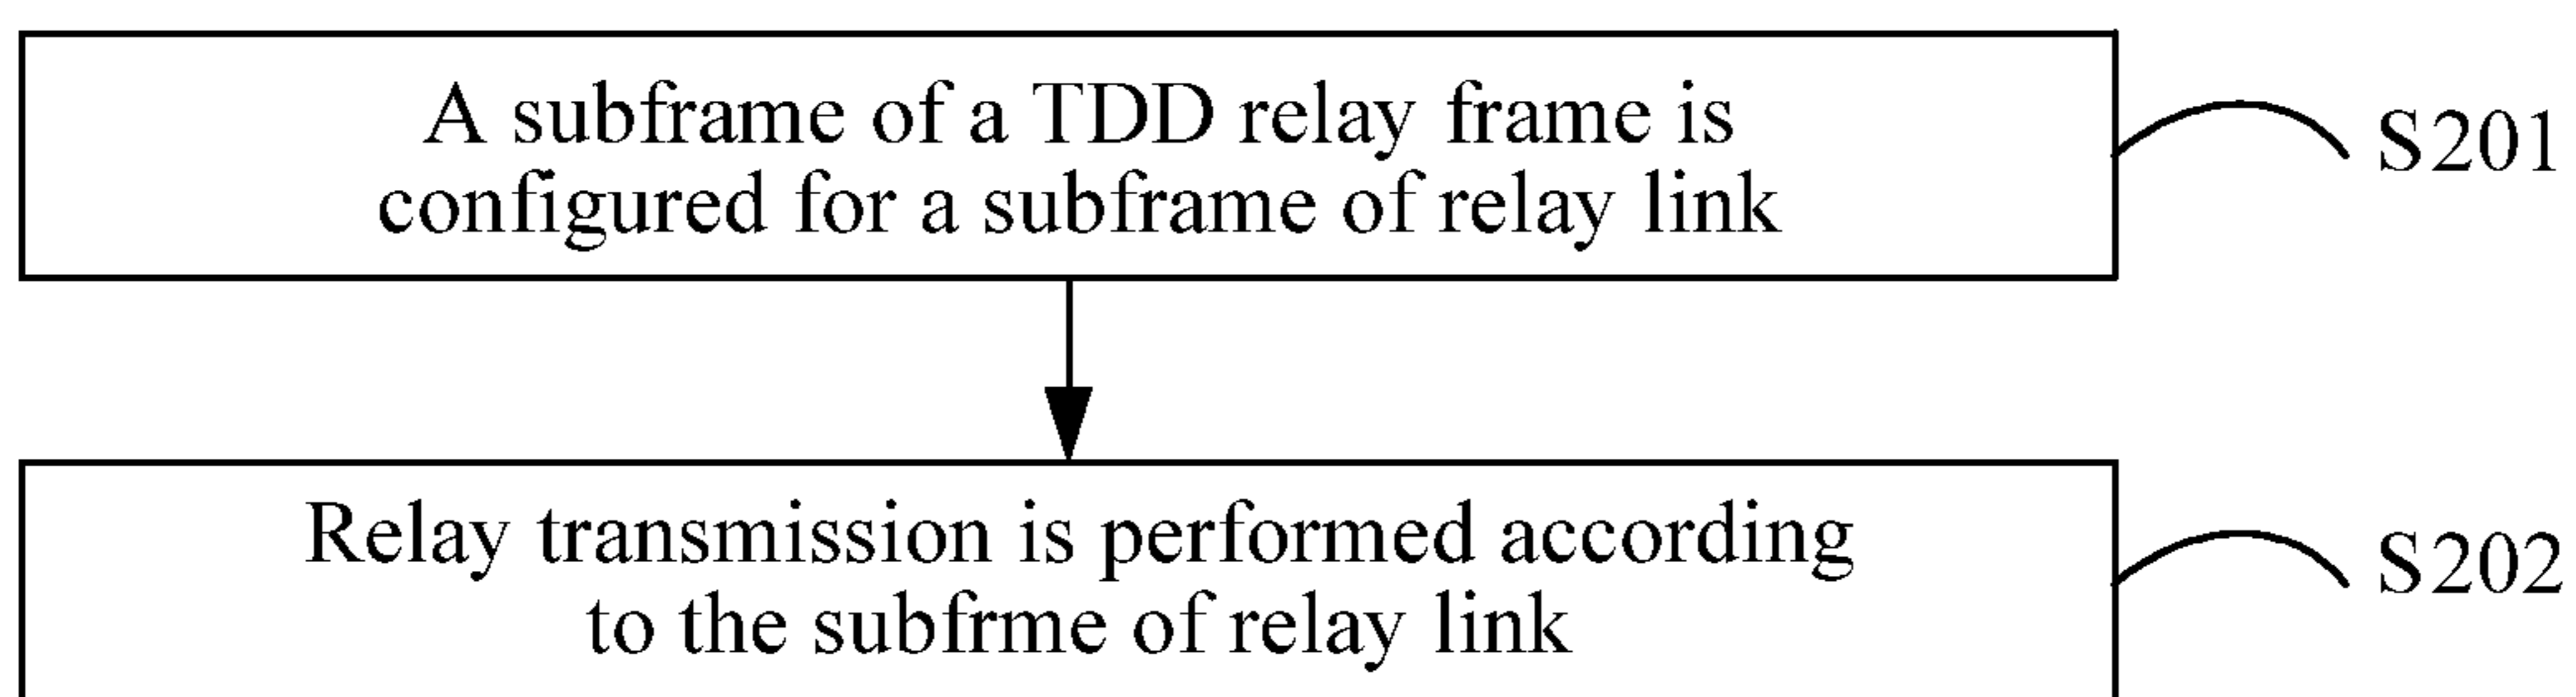 A subframe of a TDD relay frame is
configured for a subframe of relay link
S201
Relay transmission is performed according
to the subfrme of relay link
S202